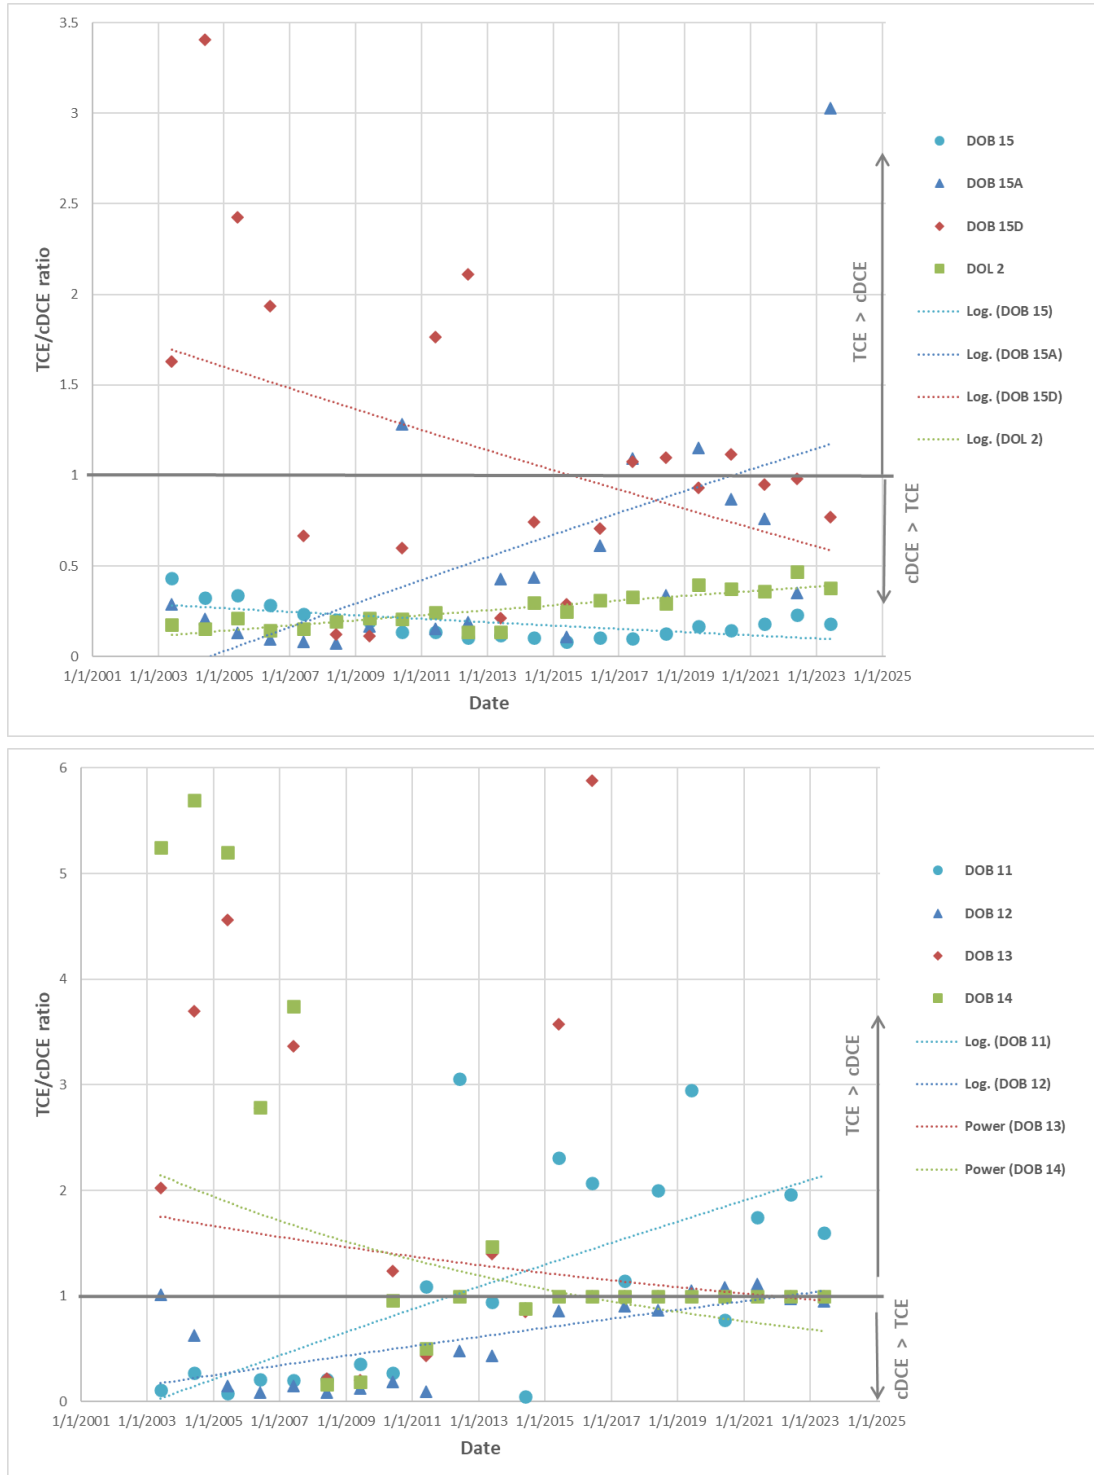 3.5
3
2.5
2
1.5
1
0.5
0
TCE/cDCE ratio
1/1/2001 1/1/2003 1/1/2005 1/1/2007 1/1/2009 1/1/2011 1/1/2013 1/1/2015 1/1/2017 1/1/2019 1/1/2021 1/1/2023 1/1/2025
Date
TCE > cDCE
cDCE > TCE
DOB 15
DOB 15A
DOB 15D
DOL 2
Log. (DOB 15)
Log. (DOB 15A)
Log. (DOB 15D)
Log. (DOL 2)
6
5
4
3
2
1
0
TCE/cDCE ratio
1/1/2001 1/1/2003 1/1/2005 1/1/2007 1/1/2009 1/1/2011 1/1/2013 1/1/2015 1/1/2017 1/1/2019 1/1/2021 1/1/2023 1/1/2025
Date
TCE > cDCE
cDCE > TCE
DOB 11
DOB 12
DOB 13
DOB 14
Log. (DOB 11)
Log. (DOB 12)
Power (DOB 13)
Power (DOB 14)